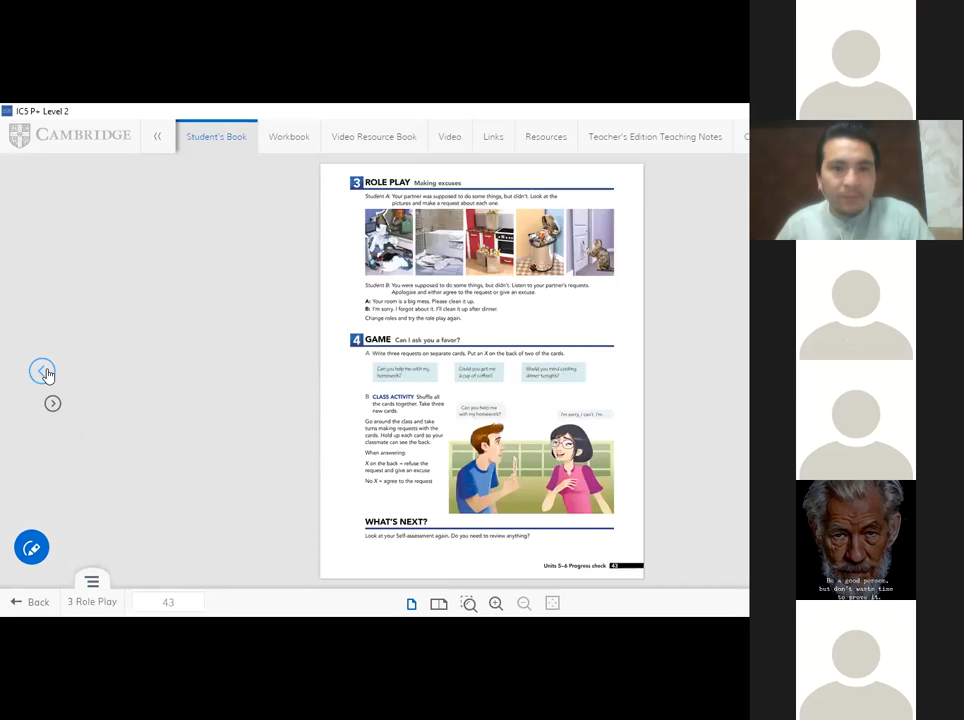 IC5 P+ Level 2
CAMBRIDGE
Student's Book
Workbook
Video Resource Book
Video
Links
Resources
Teacher's Edition Teaching Notes
3 ROLE PLAY Making excuses
Student A: Your partner was supposed to do some things, but didn't. Look at the
pictures and make a request about each one.
Student B: You were supposed to do some things, but didn't. Listen to your partner's requests.
Apologize and either agree to the request or give an excuse.
A: Your room is a big mess. Please clean it up.
B: I'm sorry. I forgot about it. I'll clean it up after dinner.
Change roles and try the role play again.
4 GAME Can I ask you a favor?
A Write three requests on separate cards. Put an X on the back of two of the cards.
Can you help me with my
homework?
Could you get me
a cup of coffee?
Would you mind cooking
dinner tonight?
B CLASS ACTIVITY Shuffle all
the cards together. Take three
new cards.
Go around the class and take
turns making requests with the
cards. Hold up each card so your
classmate can see the back.
When answering:
X on the back = refuse the
request and give an excuse
No X = agree to the request
Can you help me
with my homework?
I'm sorry, I can't. I'm...
WHAT'S NEXT?
Look at your Self-assessment again. Do you need to review anything?
Units 5–6 Progress check 43
Back
3 Role Play
43
Be a good person,
but don't waste time
to prove it.